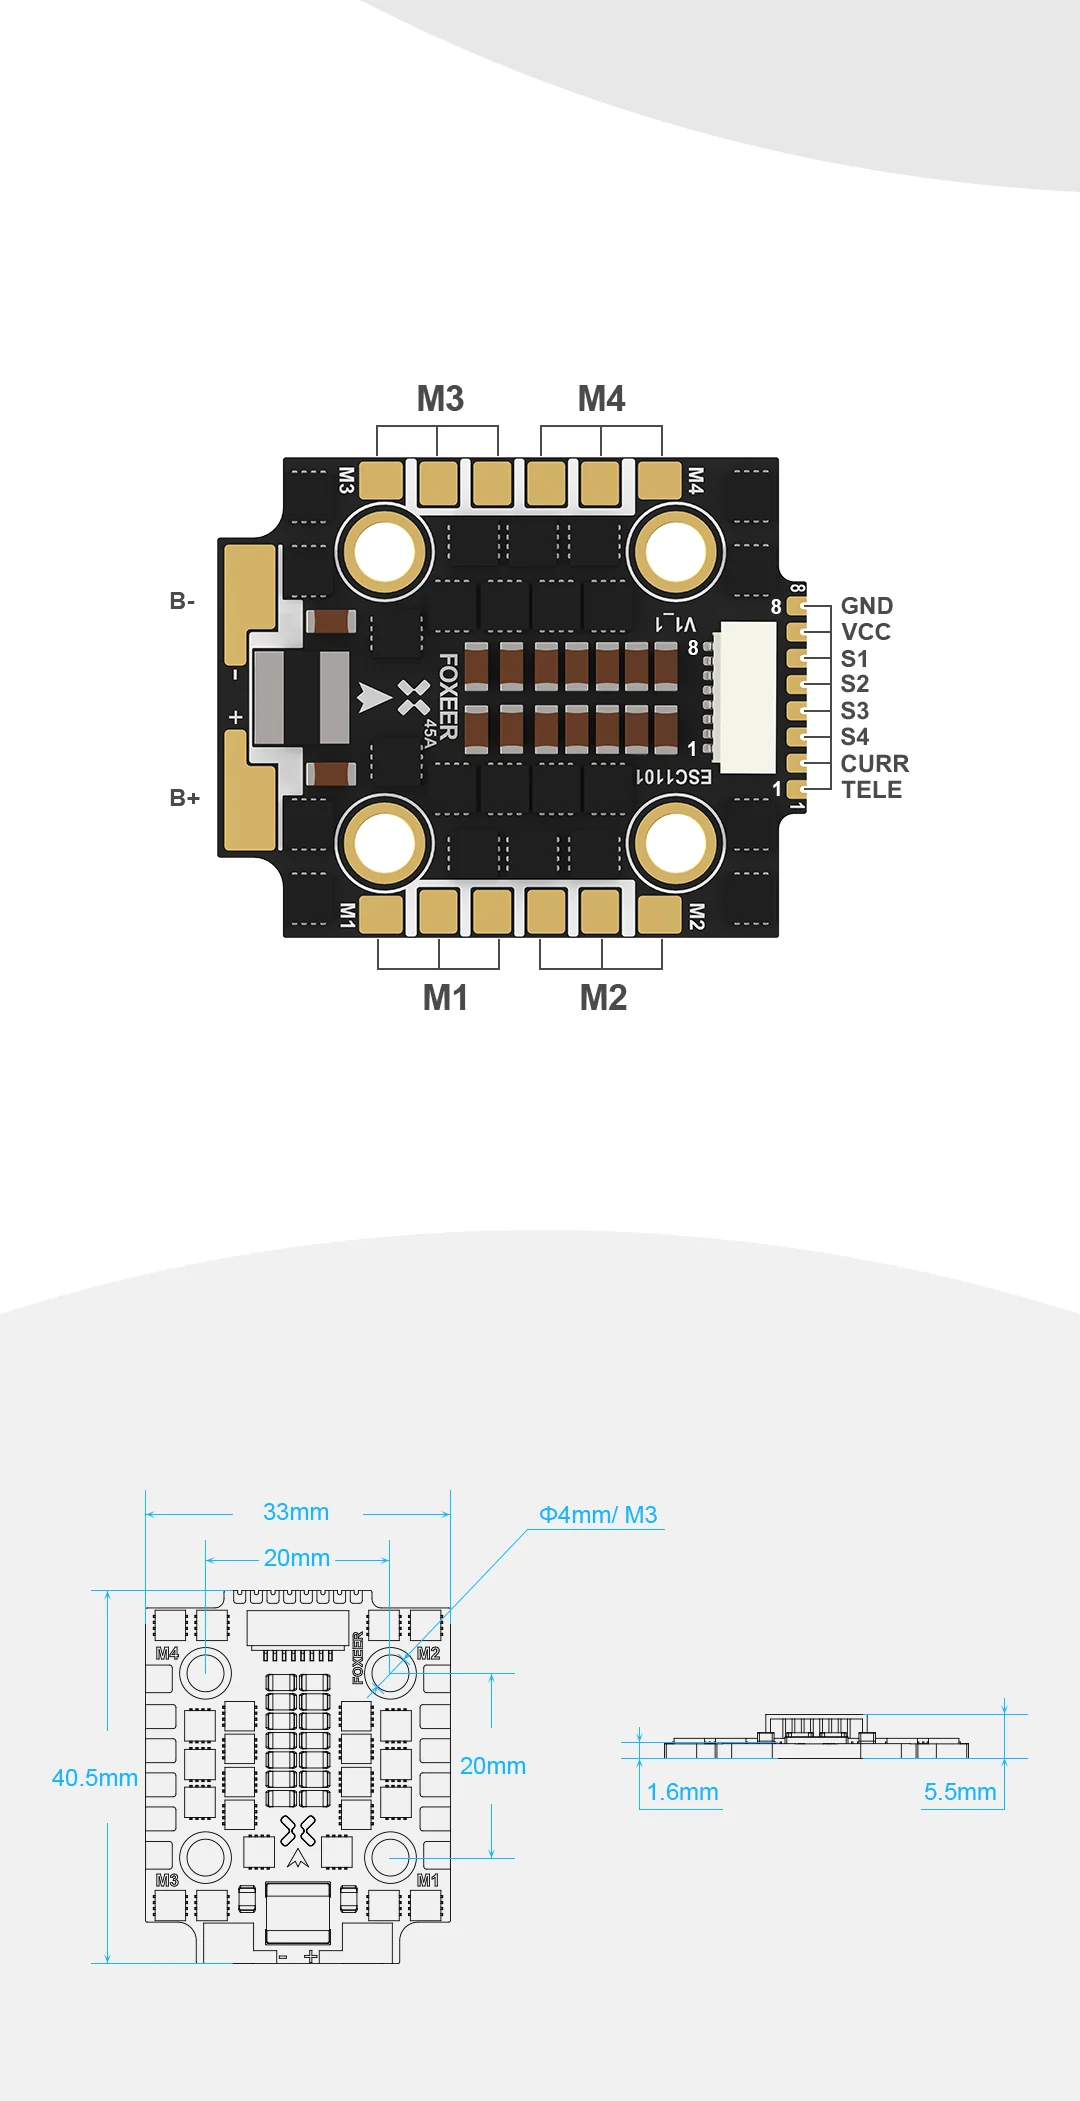 M3 M4
M3 M4
B-
8
8 GND
VCC
V1_1
8
S1
-
S2
FOXEER
+
45A
S3
S4
1
CURR
ESC1101
B+
1 TELE
1
M1 M2
M1 M2
33mm
Φ4mm/ M3
20mm
M4 M2
FOXEER
20mm
40.5mm
1.6mm 5.5mm
M3 M1
- +